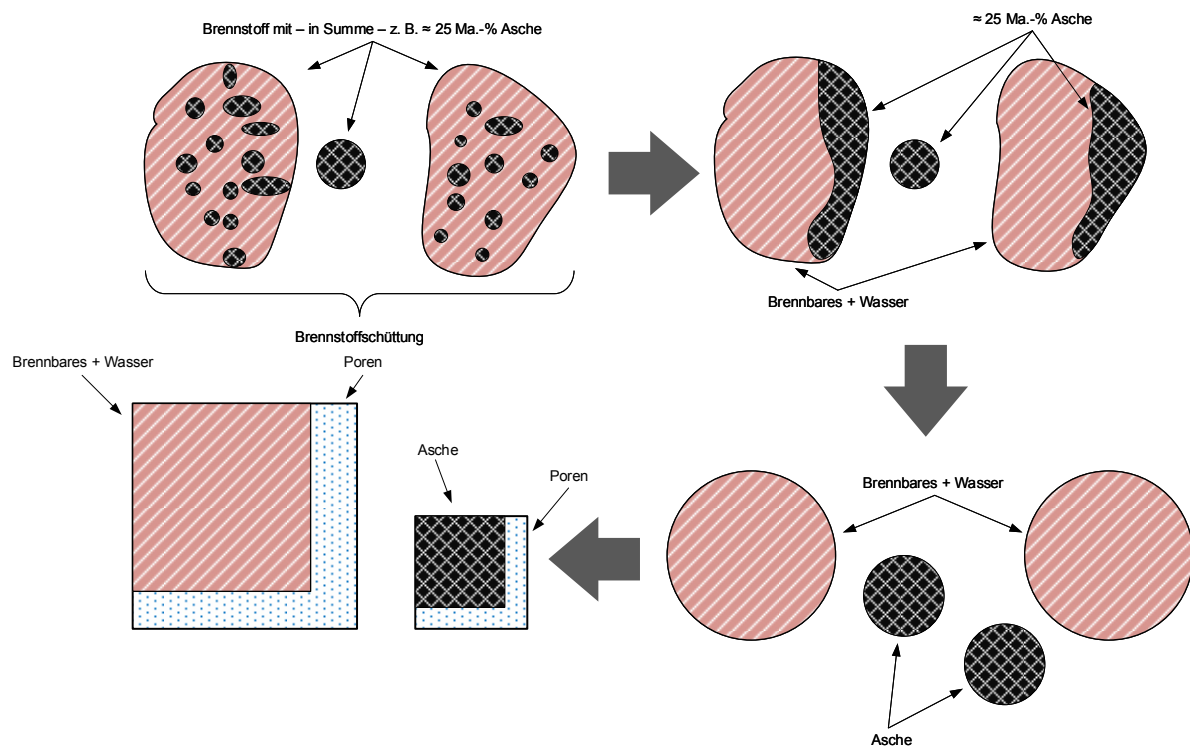 Brennstoff mit – in Summe – z. B. ≈ 25 Ma.-% Asche
≈ 25 Ma.-% Asche
Brennbares + Wasser
Brennstoffschüttung
Brennbares + Wasser
Poren
Asche
Poren
Brennbares + Wasser
Asche